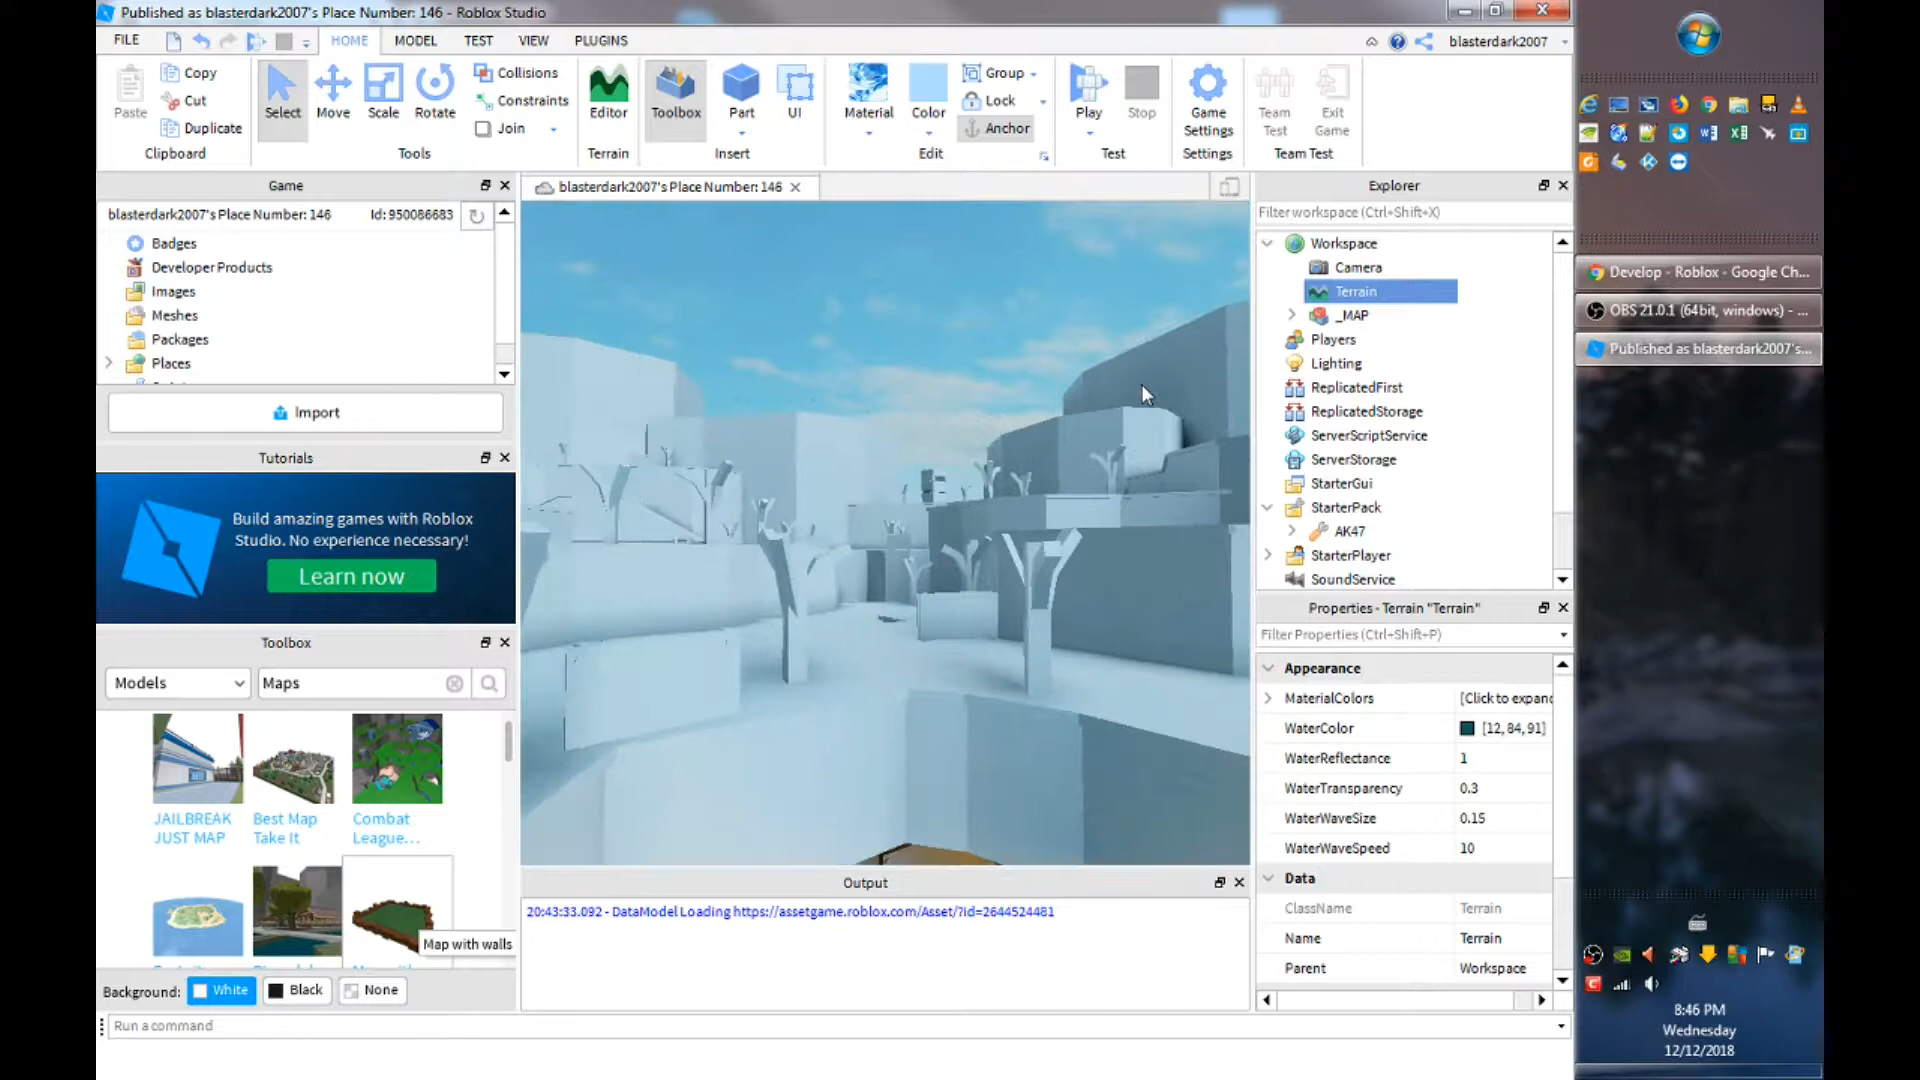 Published as blasterdark2007's Place Number: 146 - Roblox Studio
FILE
HOME
MODEL
TEST
VIEW
PLUGINS
blasterdark2007
Paste
Copy
Cut
Duplicate
Clipboard
Select
Move
Scale
Rotate
Collisions
Constraints
Join
Tools
Editor
Terrain
Toolbox
Part
UI
Insert
Material
Color
Group
Lock
Anchor
Edit
Play
Stop
Test
Game
Settings
Settings
Team
Test
Exit
Game
Team Test
Game
blasterdark2007's Place Number: 146
Id: 950086683
Badges
Developer Products
Images
Meshes
Packages
Places
Import
Tutorials
Build amazing games with Roblox
Studio. No experience necessary!
Learn now
Toolbox
Models
Maps
JAILBREAK
JUST MAP
Best Map
Take It
Combat
League...
Map with walls
Background:
White
Black
None
Run a command
blasterdark2007's Place Number: 146
Output
20:43:33.092 - DataModel Loading https://assetgame.roblox.com/Asset/?id=2644524481
Explorer
Filter workspace (Ctrl+Shift+X)
Workspace
Camera
Terrain
_MAP
Players
Lighting
ReplicatedFirst
ReplicatedStorage
ServerScriptService
ServerStorage
StarterGui
StarterPack
AK47
StarterPlayer
SoundService
Properties - Terrain "Terrain"
Filter Properties (Ctrl+Shift+P)
Appearance
MaterialColors [Click to expand
WaterColor [12, 84, 91]
WaterReflectance 1
WaterTransparency 0.3
WaterWaveSize 0.15
WaterWaveSpeed 10
Data
ClassName Terrain
Name Terrain
Parent Workspace
Develop - Roblox - Google Ch...
OBS 21.0.1 (64bit, windows) - ...
Published as blasterdark2007's...
8:46 PM
Wednesday
12/12/2018